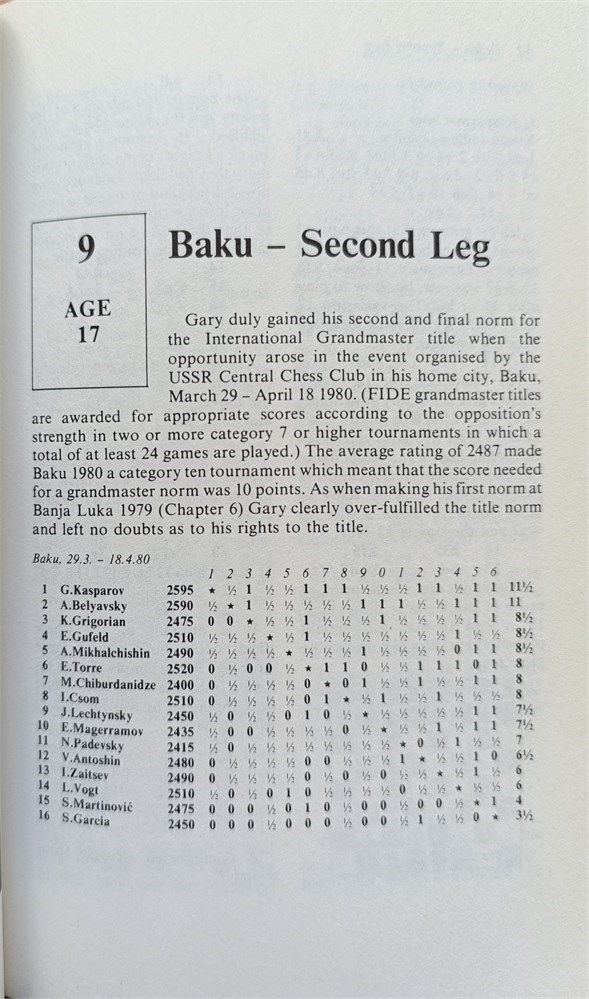 9
AGE
17
Baku – Second Leg
Gary duly gained his second and final norm for
the International Grandmaster title when the
opportunity arose in the event organised by the
USSR Central Chess Club in his home city, Baku,
March 29 – April 18 1980. (FIDE grandmaster titles
are awarded for appropriate scores according to the opposition's
strength in two or more category 7 or higher tournaments in which a
total of at least 24 games are played.) The average rating of 2487 made
Baku 1980 a category ten tournament which meant that the score needed
for a grandmaster norm was 10 points. As when making his first norm at
Banja Luka 1979 (Chapter 6) Gary clearly over-fulfilled the title norm
and left no doubts as to his rights to the title.
Baku, 29.3. – 18.4.80
1 2 3 4 5 6 7 8 9 0 1 2 3 4 5 6
1 G.Kasparov 2595 ★ ½ 1 ½ ½ 1 1 1 ½ ½ ½ 1 1 ½ 1 1 11½
2 A.Belyavsky 2590 ½ ★ 1 ½ ½ ½ ½ ½ 1 1 1 ½ ½ 1 1 1 11
3 K.Grigorian 2475 0 0 ★ ½ ½ 1 ½ ½ ½ 1 ½ ½ ½ ½ 1 1 8½
4 E.Gufeld 2510 ½ ½ ½ ★ ½ 1 ½ ½ ½ ½ ½ ½ ½ 1 ½ ½ 8½
5 A.Mikhalchishin 2490 ½ ½ ½ ½ ★ ½ ½ ½ 1 ½ ½ ½ ½ 0 1 1 8½
6 E.Torre 2520 0 ½ 0 0 ½ ★ 1 1 0 ½ ½ 1 1 1 0 1 8
7 M.Chiburdanidze 2400 0 ½ ½ ½ ½ 0 ★ 0 1 ½ ½ 1 ½ ½ 1 1 8
8 I.Csom 2510 0 ½ ½ ½ ½ 0 1 ★ ½ 1 ½ ½ 1 ½ ½ ½ 8
9 J.Lechtynsky 2450 ½ 0 ½ ½ 0 1 0 ½ ★ ½ ½ ½ ½ ½ 1 1 7½
10 E.Magerramov 2435 ½ 0 0 ½ ½ ½ ½ 0 ½ ★ ½ ½ 1 ½ 1 1 7½
11 N.Padevsky 2415 ½ 0 ½ ½ ½ ½ ½ ½ ½ ½ ★ 0 ½ 1 ½ ½ 7
12 V.Antoshin 2480 0 ½ ½ ½ ½ 0 0 ½ ½ ½ 1 ★ ½ ½ 1 0 6½
13 I.Zaitsev 2490 0 ½ ½ ½ ½ 0 ½ 0 ½ 0 ½ ½ ★ ½ 1 ½ 6
14 L.Vogt 2510 ½ 0 ½ 0 1 0 ½ ½ ½ ½ 0 ½ ½ ★ ½ ½ 6
15 S.Martinović 2475 0 0 0 ½ 0 1 0 ½ 0 0 ½ 0 0 ½ ★ 1 4
16 S.Garcia 2450 0 0 0 ½ 0 0 0 ½ 0 0 ½ 1 ½ ½ 0 ★ 3½